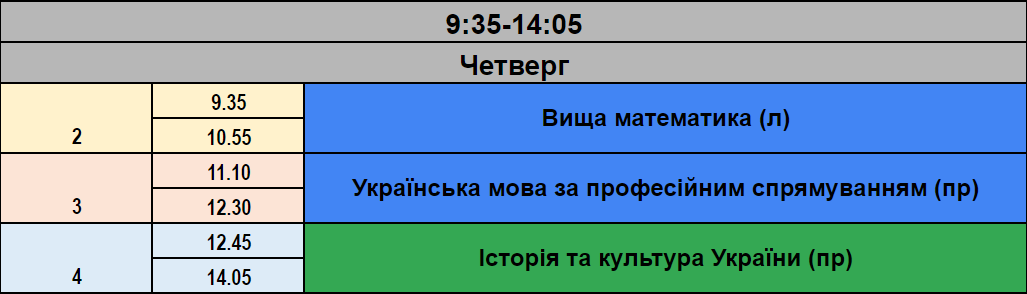 9:35-14:05
Четверг
2
9.35
10.55
Вища математика (л)
3
11.10
12.30
Українська мова за професійним спрямуванням (пр)
4
12.45
14.05
Історія та культура України (пр)